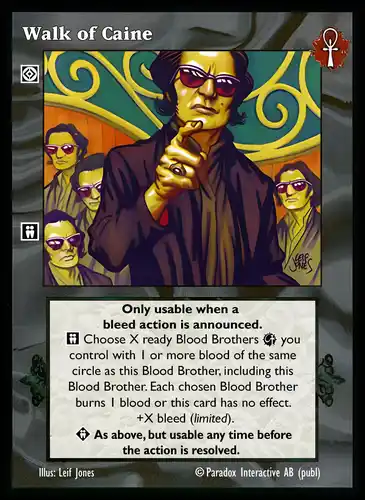 Walk of Caine
LEIF
JONES
Only usable when a
bleed action is announced.
Choose X ready Blood Brothers you
control with 1 or more blood of the same
circle as this Blood Brother, including this
Blood Brother. Each chosen Blood Brother
burns 1 blood or this card has no effect.
+X bleed (limited).
As above, but usable any time before
the action is resolved.
Illus: Leif Jones © Paradox Interactive AB (publ)